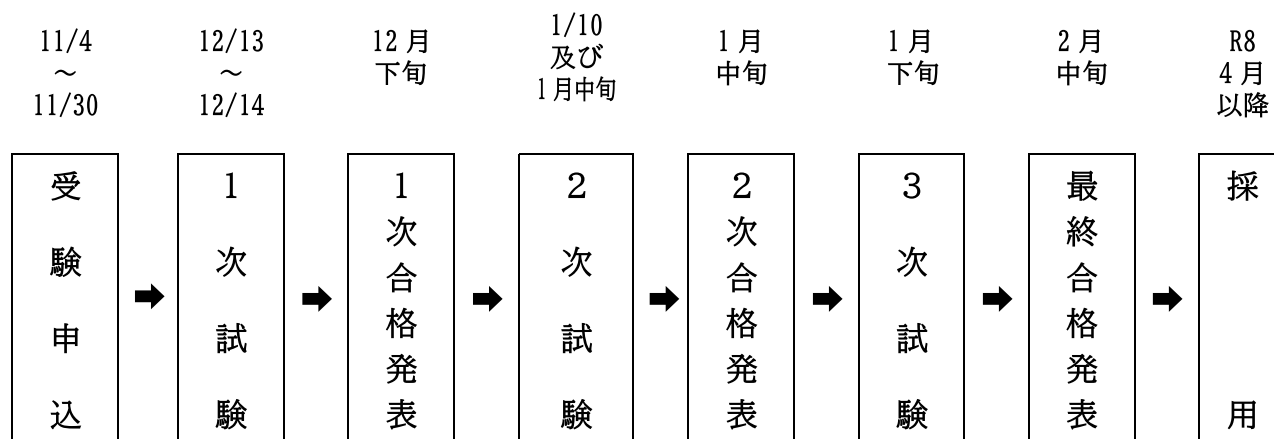 11/4
～
11/30
12/13
～
12/14
12月
下旬
1/10
及び
1月中旬
1月
中旬
1月
下旬
2月
中旬
R8
4月
以降
受験申込
➡
1次試験
➡
1次合格発表
➡
2次試験
➡
2次合格発表
➡
3次試験
➡
最終合格発表
➡
採用